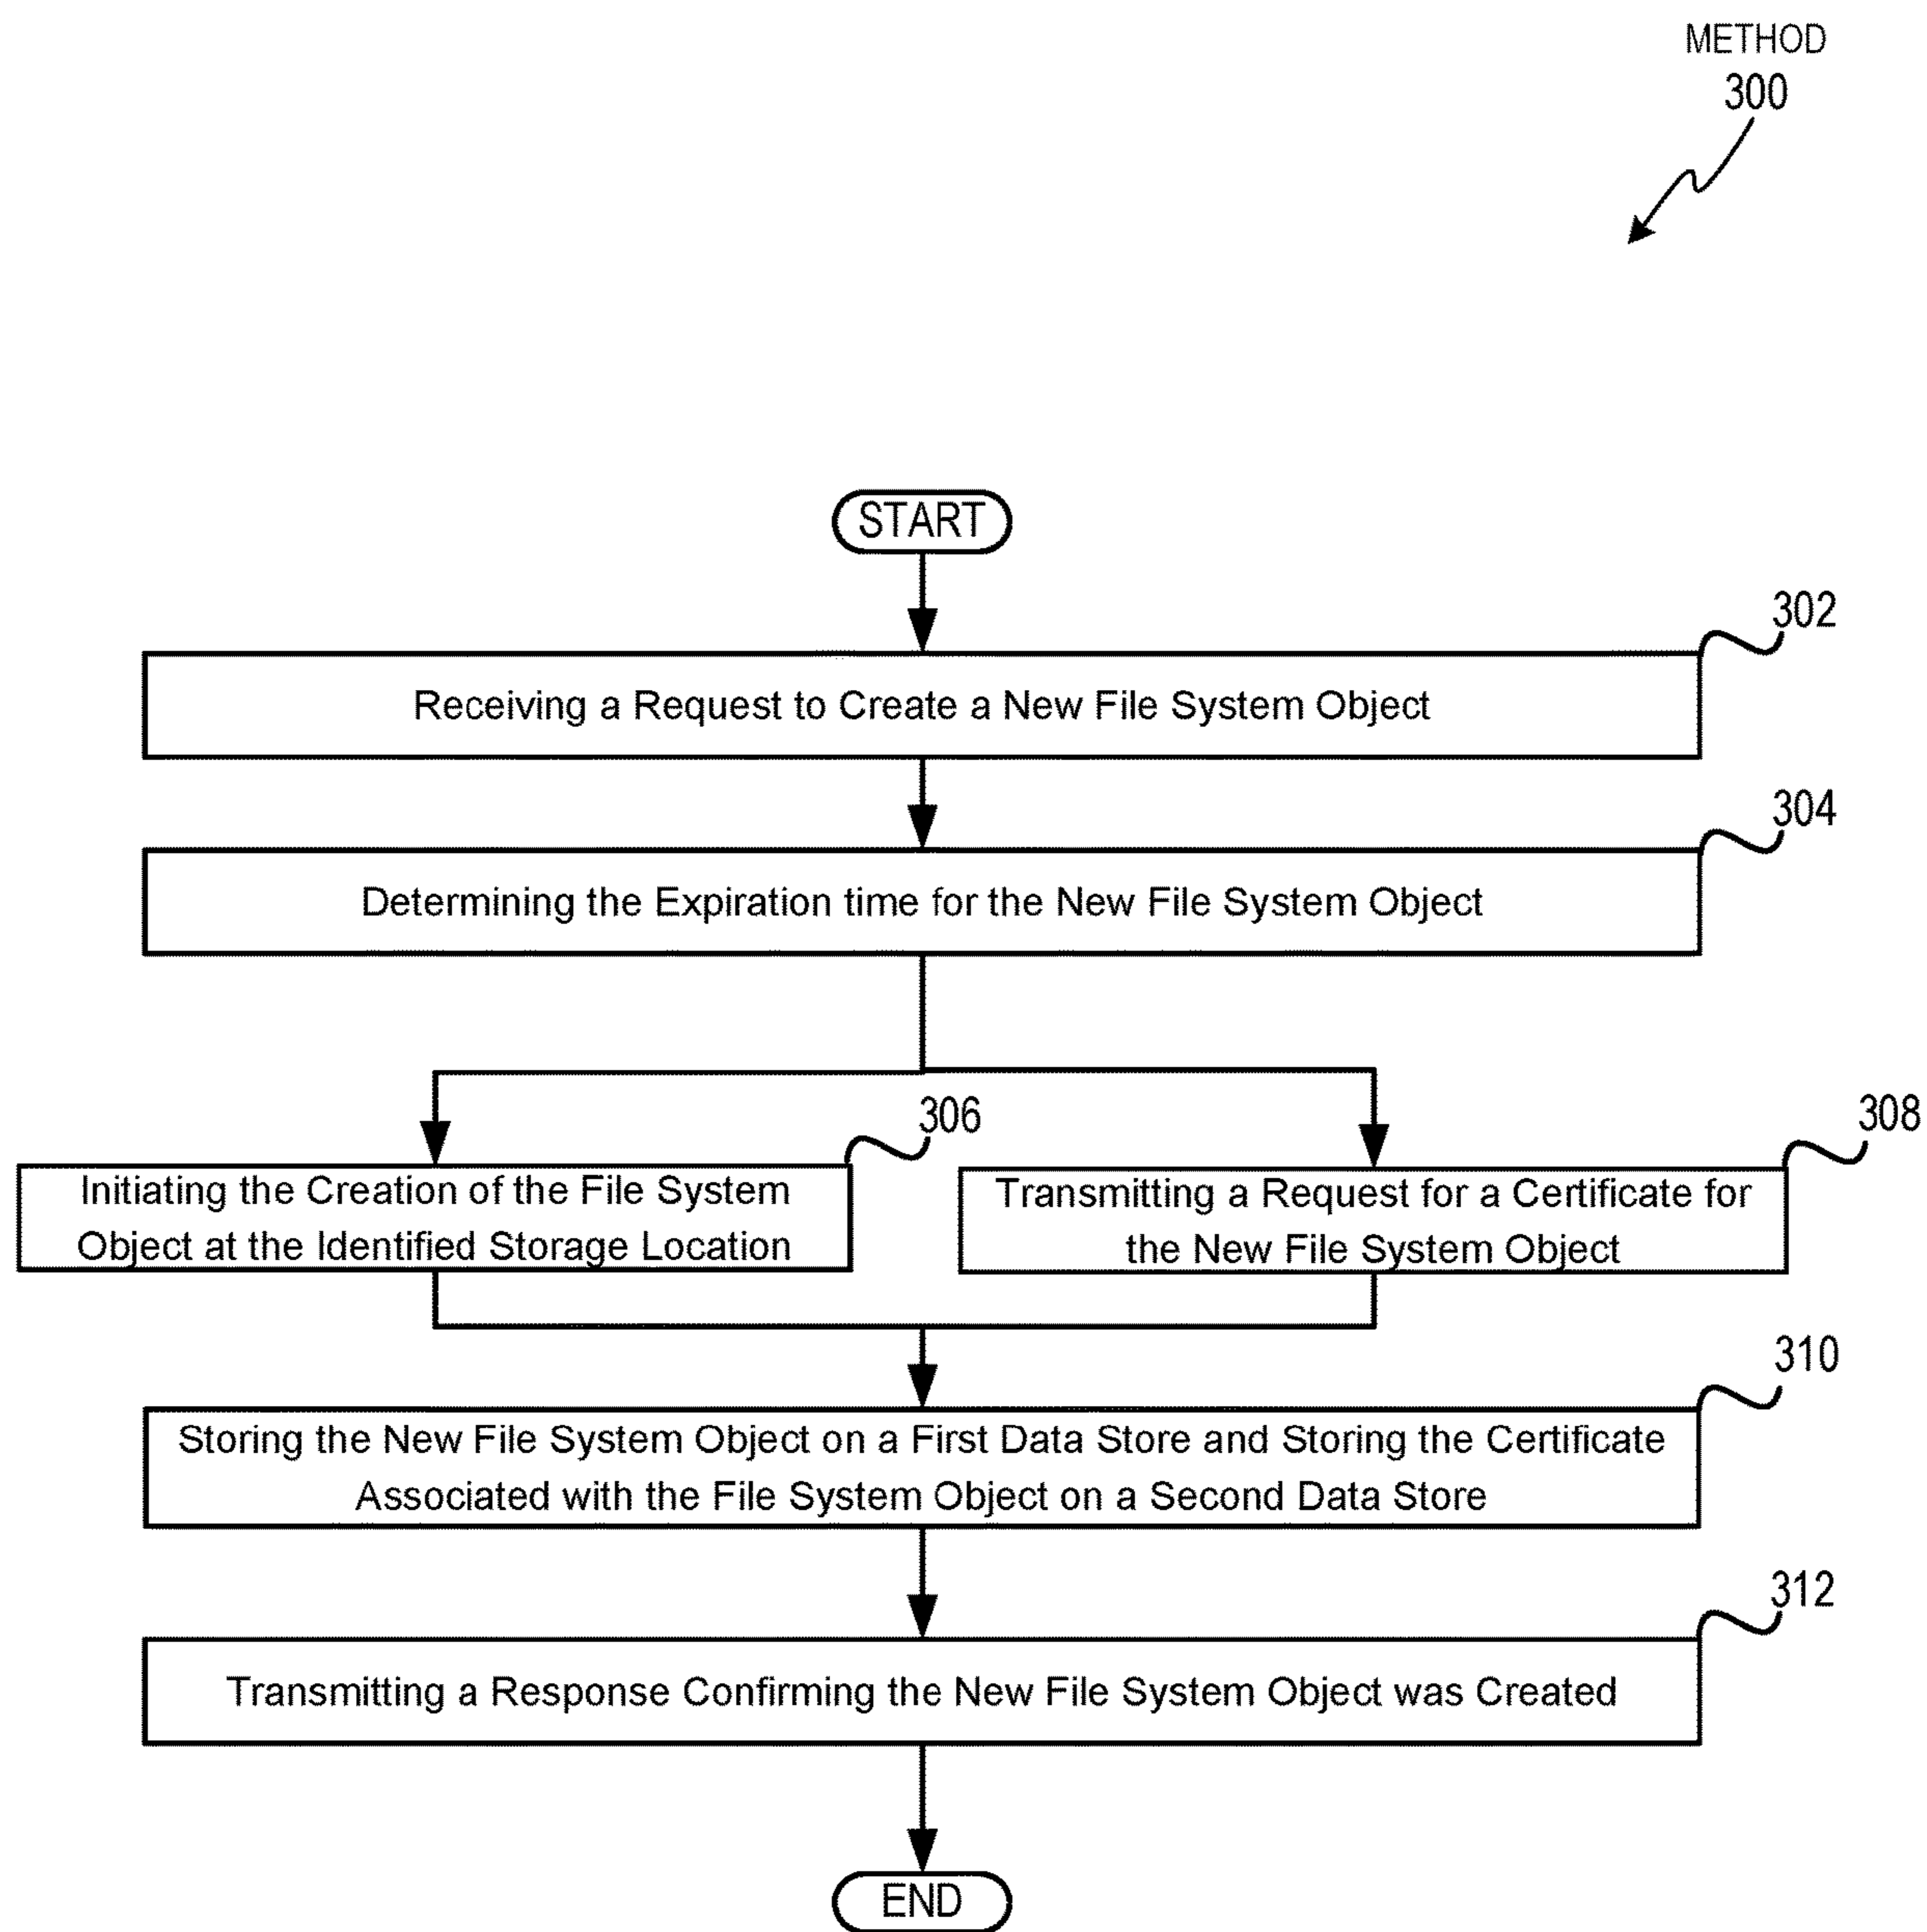 METHOD
300
START
302
Receiving a Request to Create a New File System Object
304
Determining the Expiration time for the New File System Object
306
Initiating the Creation of the File System
Object at the Identified Storage Location
308
Transmitting a Request for a Certificate for
the New File System Object
310
Storing the New File System Object on a First Data Store and Storing the Certificate
Associated with the File System Object on a Second Data Store
312
Transmitting a Response Confirming the New File System Object was Created
END